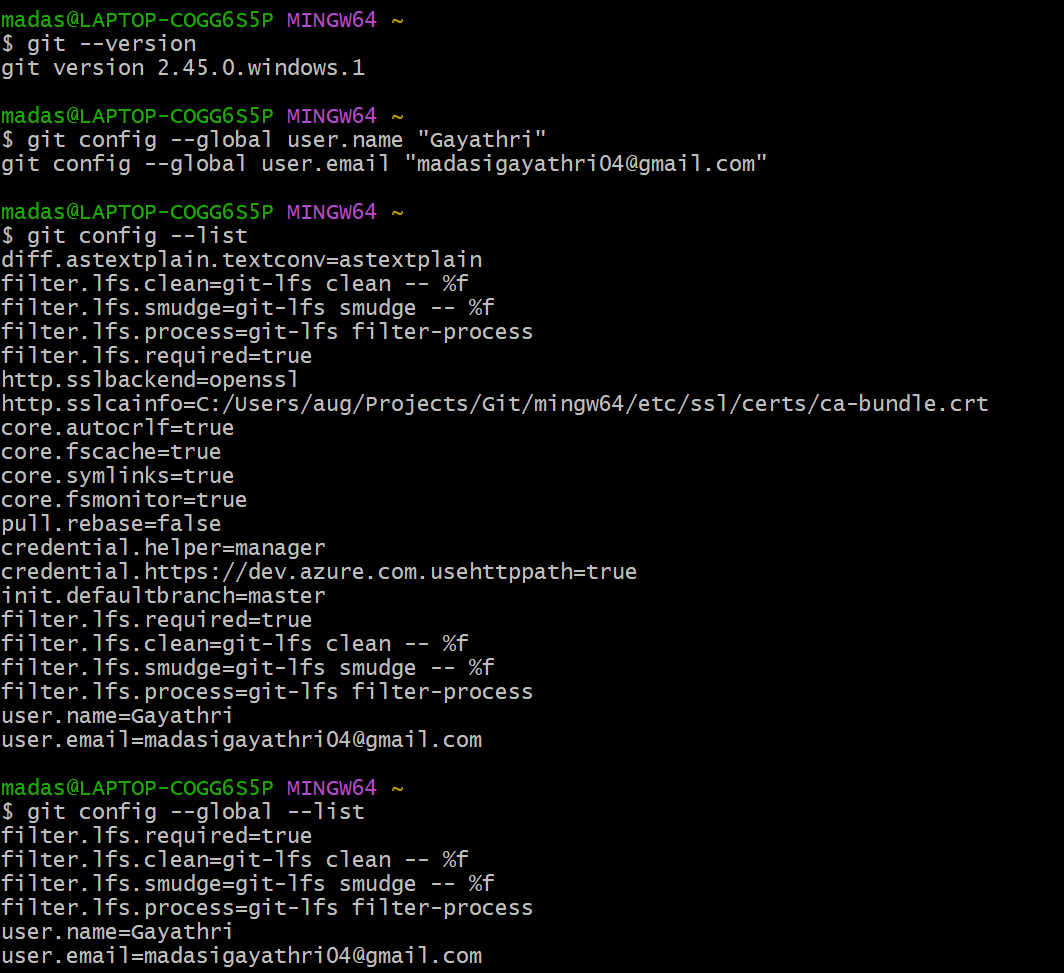 madas@LAPTOP-COGG6S5P MINGW64 ~
$ git --version
git version 2.45.0.windows.1
madas@LAPTOP-COGG6S5P MINGW64 ~
$ git config --global user.name "Gayathri"
git config --global user.email "madasigayathri04@gmail.com"
madas@LAPTOP-COGG6S5P MINGW64 ~
$ git config --list
diff.astextplain.textconv=astextplain
filter.lfs.clean=git-lfs clean -- %f
filter.lfs.smudge=git-lfs smudge -- %f
filter.lfs.process=git-lfs filter-process
filter.lfs.required=true
http.sslbackend=openssl
http.sslcainfo=C:/Users/aug/Projects/Git/mingw64/etc/ssl/certs/ca-bundle.crt
core.autocrlf=true
core.fscache=true
core.symlinks=true
core.fsmonitor=true
pull.rebase=false
credential.helper=manager
credential.https://dev.azure.com.usehttppath=true
init.defaultbranch=master
filter.lfs.required=true
filter.lfs.clean=git-lfs clean -- %f
filter.lfs.smudge=git-lfs smudge -- %f
filter.lfs.process=git-lfs filter-process
user.name=Gayathri
user.email=madasigayathri04@gmail.com
madas@LAPTOP-COGG6S5P MINGW64 ~
$ git config --global --list
filter.lfs.required=true
filter.lfs.clean=git-lfs clean -- %f
filter.lfs.smudge=git-lfs smudge -- %f
filter.lfs.process=git-lfs filter-process
user.name=Gayathri
user.email=madasigayathri04@gmail.com